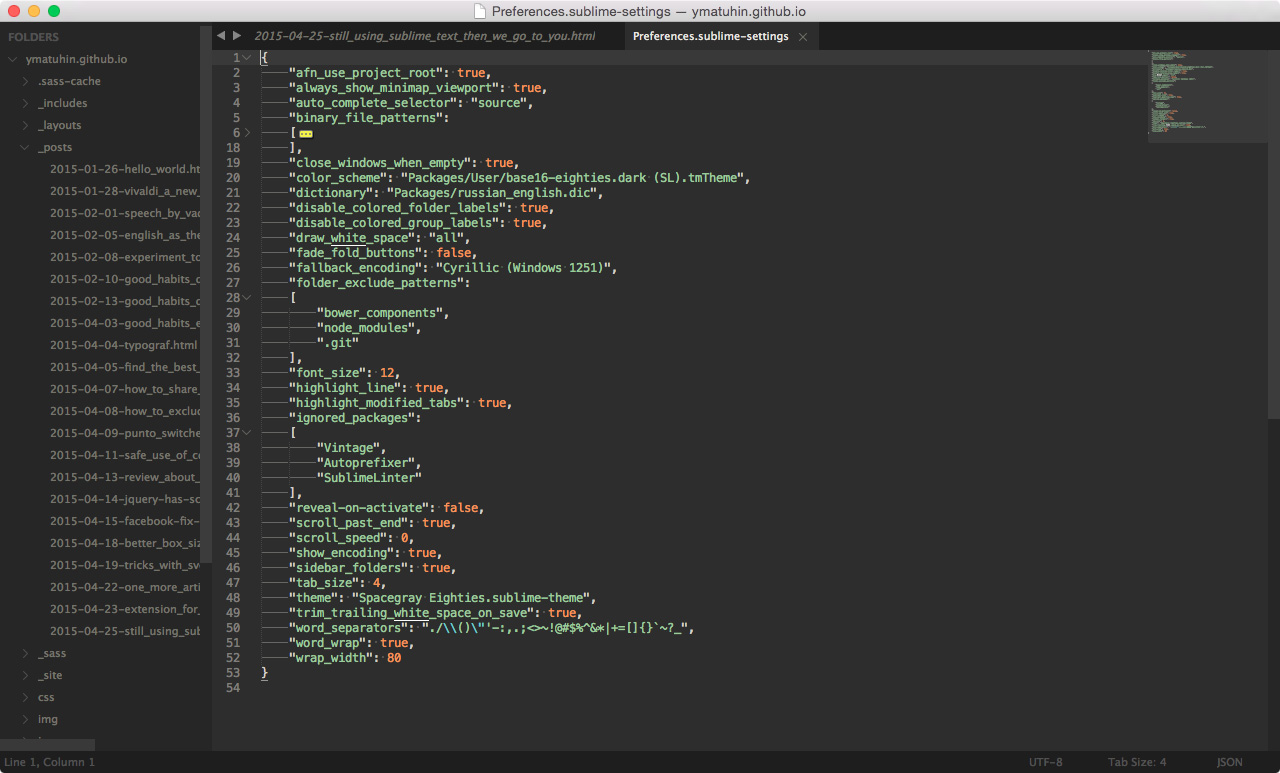 Preferences.sublime-settings — ymatuhin.github.io
FOLDERS
ymatuhin.github.io
.sass-cache
_includes
_layouts
_posts
2015-01-26-hello_world.ht
2015-01-28-vivaldi_a_new_
2015-02-01-speech_by_vad
2015-02-05-english_as_the
2015-02-08-experiment_to
2015-02-10-good_habits_c
2015-02-13-good_habits_c
2015-04-03-good_habits_e
2015-04-04-typograf.html
2015-04-05-find_the_best_
2015-04-07-how_to_share_
2015-04-08-how_to_exclud
2015-04-09-punto_switche
2015-04-11-safe_use_of_cc
2015-04-13-review_about_
2015-04-14-jquery-has-sc
2015-04-15-facebook-fix-
2015-04-18-better_box_siz
2015-04-19-tricks_with_sv
2015-04-22-one_more_arti
2015-04-23-extension_for_
2015-04-25-still_using_sub
_sass
_site
css
img
2015-04-25-still_using_sublime_text_then_we_go_to_you.html
Preferences.sublime-settings
1 {
2 "afn_use_project_root": true,
3 "always_show_minimap_viewport": true,
4 "auto_complete_selector": "source",
5 "binary_file_patterns":
6 [
18 ],
19 "close_windows_when_empty": true,
20 "color_scheme": "Packages/User/base16-eighties.dark (SL).tmTheme",
21 "dictionary": "Packages/russian_english.dic",
22 "disable_colored_folder_labels": true,
23 "disable_colored_group_labels": true,
24 "draw_white_space": "all",
25 "fade_fold_buttons": false,
26 "fallback_encoding": "Cyrillic (Windows 1251)",
27 "folder_exclude_patterns":
28 [
29 "bower_components",
30 "node_modules",
31 ".git"
32 ],
33 "font_size": 12,
34 "highlight_line": true,
35 "highlight_modified_tabs": true,
36 "ignored_packages":
37 [
38 "Vintage",
39 "Autoprefixer",
40 "SublimeLinter"
41 ],
42 "reveal-on-activate": false,
43 "scroll_past_end": true,
44 "scroll_speed": 0,
45 "show_encoding": true,
46 "sidebar_folders": true,
47 "tab_size": 4,
48 "theme": "Spacegray Eighties.sublime-theme",
49 "trim_trailing_white_space_on_save": true,
50 "word_separators": "./\\()\"'-:,.;<>~!@#$%^&*|+=[]{}`~?_",
51 "word_wrap": true,
52 "wrap_width": 80
53 }
54
Line 1, Column 1
UTF-8
Tab Size: 4
JSON